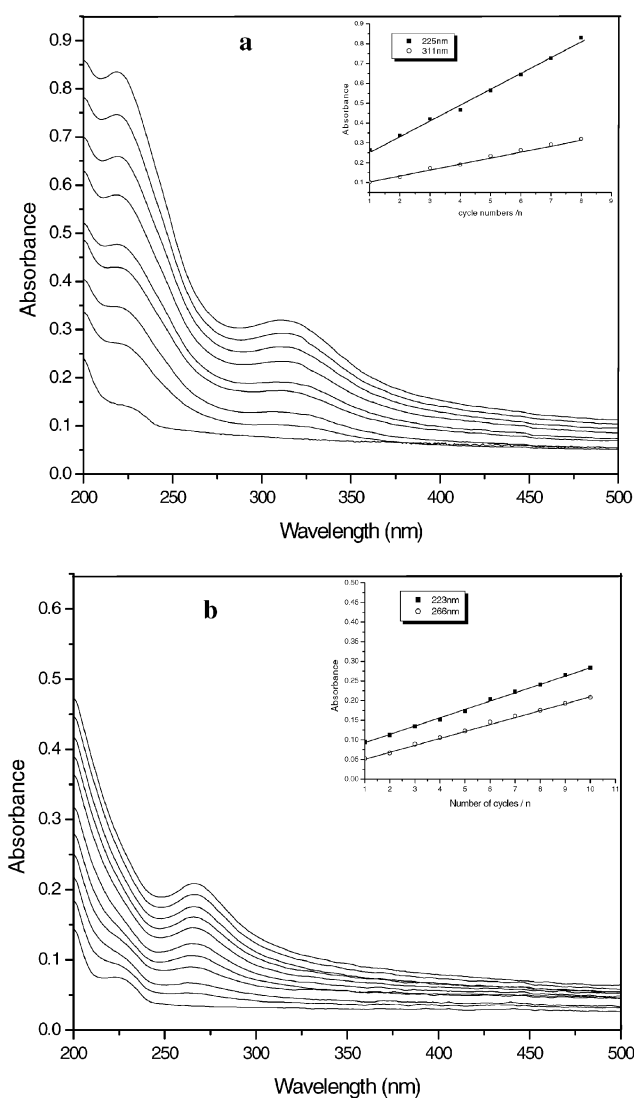 a
0.9
0.8
0.7
0.6
0.5
0.4
0.3
0.2
0.1
0.0
Absorbance
200 250 300 350 400 450 500
Wavelength (nm)
0.9
0.8
0.7
0.6
0.5
0.4
0.3
0.2
0.1
Absorbance
225nm
311nm
1 2 3 4 5 6 7 8 9
cycle numbers /n
b
0.6
0.5
0.4
0.3
0.2
0.1
0.0
Absorbance
200 250 300 350 400 450 500
Wavelength (nm)
0.50
0.45
0.40
0.35
0.30
0.25
0.20
0.15
0.10
0.05
0.00
Absorbance
223nm
266nm
1 2 3 4 5 6 7 8 9 10 11
Number of cycles / n